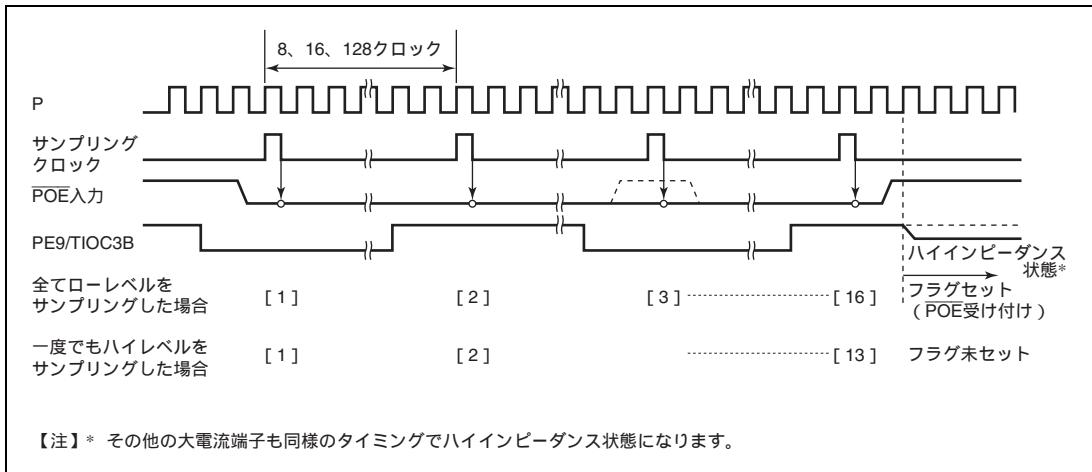 8、16、128クロック
P
サンプリング
クロック
POE入力
PE9/TIOC3B
ハイインピーダンス
状態*
全てローレベルを
サンプリングした場合
[ 1 ]
[ 2 ]
[ 3 ]
[ 16 ]
フラグセット
（POE受け付け）
一度でもハイレベルを
サンプリングした場合
[ 1 ]
[ 2 ]
[ 13 ]
フラグ未セット
【注】* その他の大電流端子も同様のタイミングでハイインピーダンス状態になります。